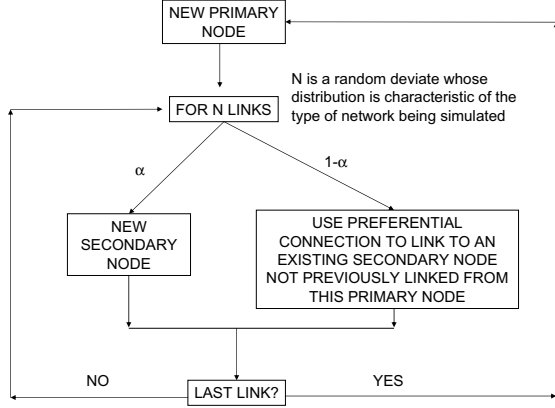 NEW PRIMARY
NODE
N is a random deviate whose
distribution is characteristic of the
type of network being simulated
FOR N LINKS
α
1-α
NEW
SECONDARY
NODE
USE PREFERENTIAL
CONNECTION TO LINK TO AN
EXISTING SECONDARY NODE
NOT PREVIOUSLY LINKED FROM
THIS PRIMARY NODE
NO
LAST LINK?
YES